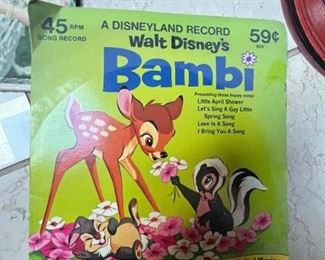 45 RPM
SONG RECORD
A DISNEYLAND RECORD
59¢
Walt Disney's
Bambi
Presenting these happy songs
Little April Shower
Let's Sing A Gay Little
Spring Song
Love Is A Song
I Bring You A Song